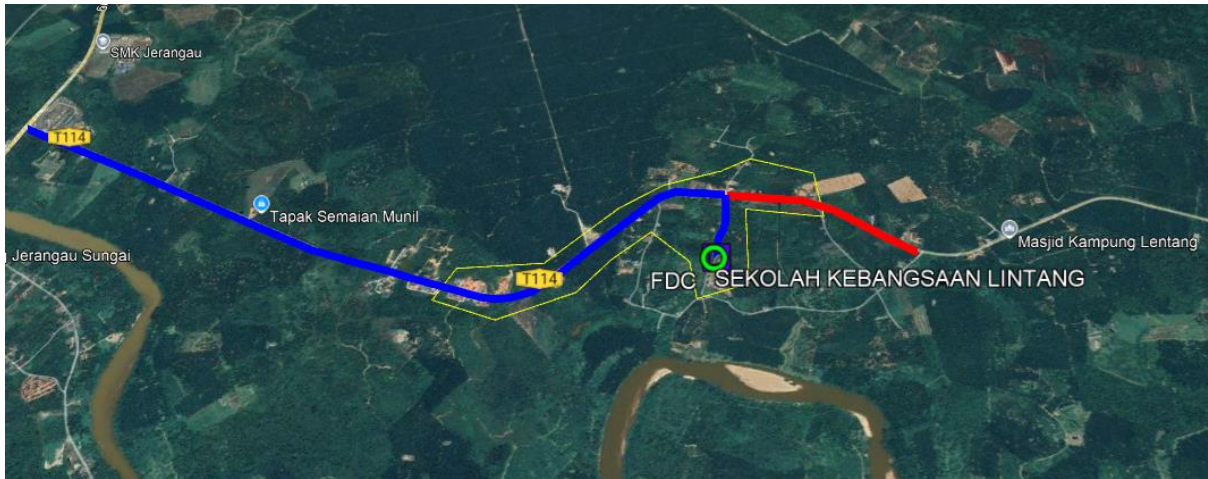 SMK Jerangau
T114
Tapak Semaian Munil
Jerangau Sungai
T114
FDC
SEKOLAH KEBANGSAAN LINTANG
Masjid Kampung Lentang